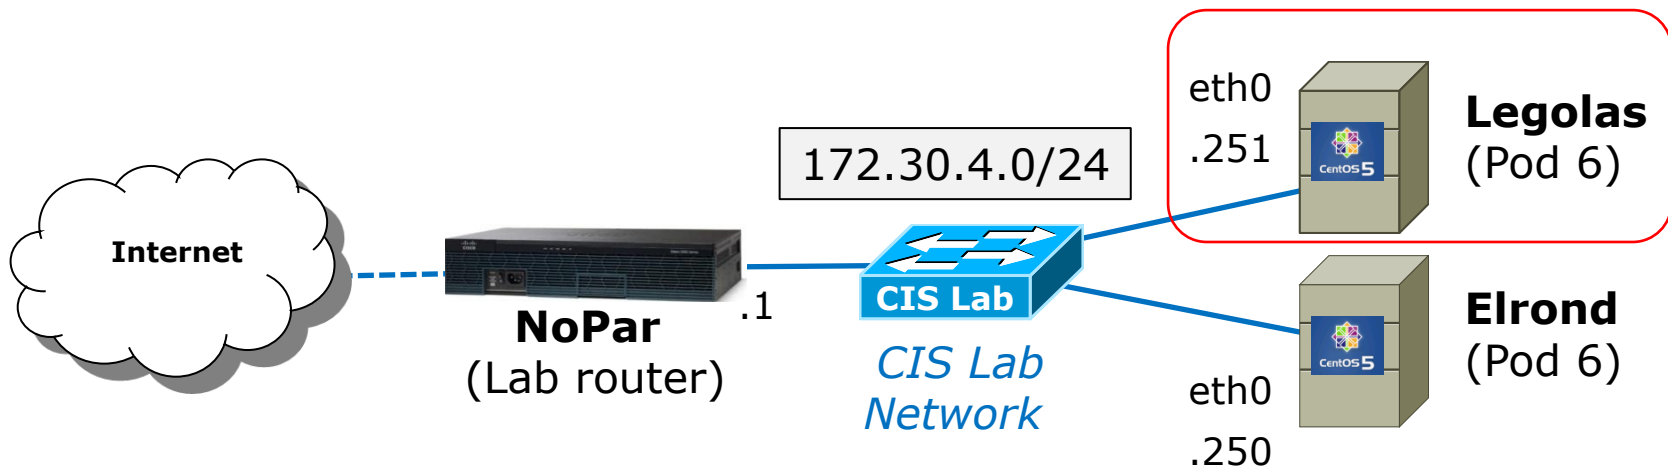 Internet
NoPar
(Lab router)
.1
172.30.4.0/24
CIS Lab
CIS Lab
Network
eth0
.251
CentOS 5
Legolas
(Pod 6)
eth0
.250
CentOS 5
Elrond
(Pod 6)